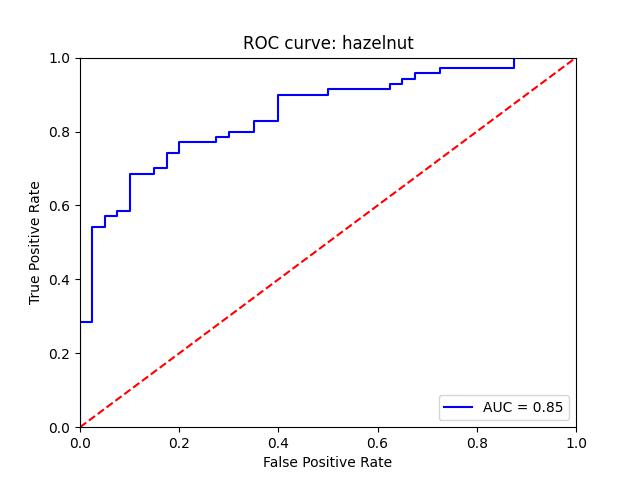 ROC curve: hazelnut
1.0
0.8
0.6
0.4
0.2
0.0
True Positive Rate
AUC = 0.85
0.0 0.2 0.4 0.6 0.8 1.0
False Positive Rate